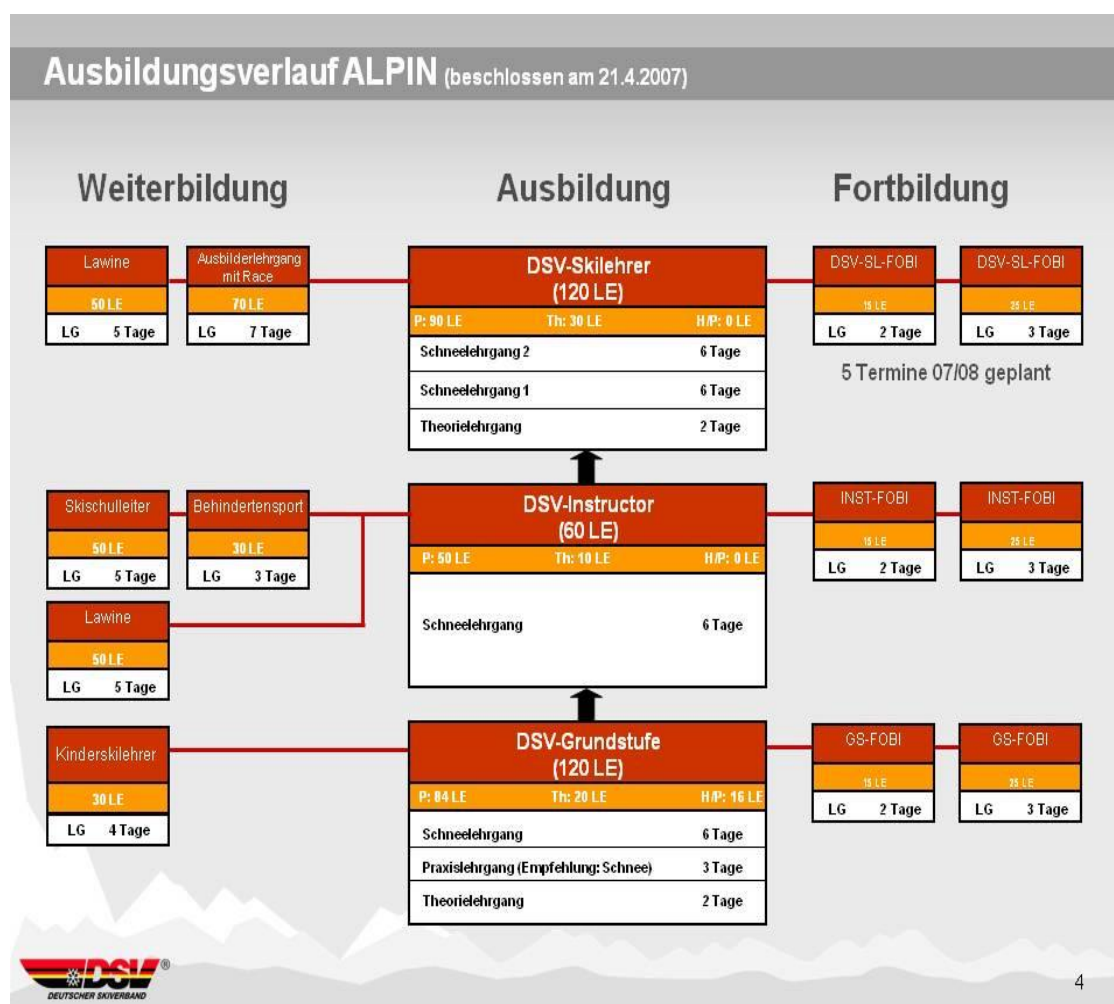 Ausbildungsverlauf ALPIN (beschlossen am 21.4.2007)
Weiterbildung
Ausbildung
Fortbildung
Lawine
50 LE
LG 5 Tage
Ausbilderlehrgang
mit Race
70 LE
LG 7 Tage
DSV-Skilehrer
(120 LE)
P: 90 LE Th: 30 LE H/P: 0 LE
Schneelehrgang 2 6 Tage
Schneelehrgang 1 6 Tage
Theorielehrgang 2 Tage
DSV-SL-FOBI
15 LE
LG 2 Tage
DSV-SL-FOBI
25 LE
LG 3 Tage
5 Termine 07/08 geplant
Skischulleiter
50 LE
LG 5 Tage
Behindertensport
30 LE
LG 3 Tage
Lawine
50 LE
LG 5 Tage
DSV-Instructor
(60 LE)
P: 50 LE Th: 10 LE H/P: 0 LE
Schneelehrgang 6 Tage
INST-FOBI
15 LE
LG 2 Tage
INST-FOBI
25 LE
LG 3 Tage
Kinderskilehrer
30 LE
LG 4 Tage
DSV-Grundstufe
(120 LE)
P: 84 LE Th: 20 LE H/P: 16 LE
Schneelehrgang 6 Tage
Praxislehrgang (Empfehlung: Schnee) 3 Tage
Theorielehrgang 2 Tage
GS-FOBI
15 LE
LG 2 Tage
GS-FOBI
25 LE
LG 3 Tage
DSV ®
DEUTSCHER SKIVERBAND
4